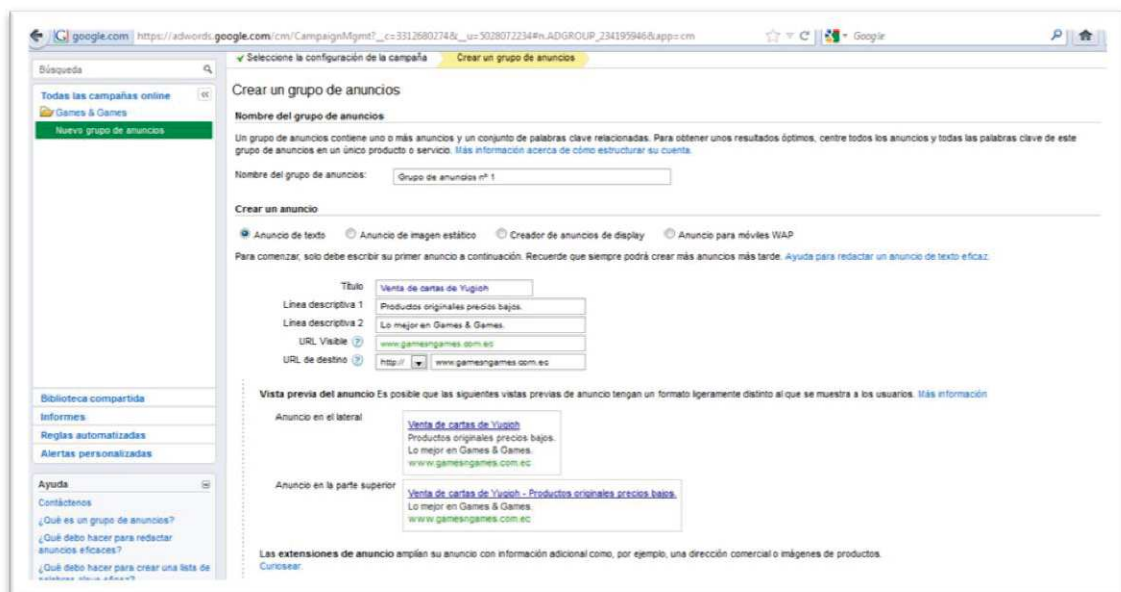 google.com https://adwords.google.com/cm/CampaignMgmt?__c=3312680274&__u=5028072234#n.ADGROUP_234195946&app=cm Google
Búsqueda
Todas las campañas online
Games & Games
Nuevo grupo de anuncios
Biblioteca compartida
Informes
Reglas automatizadas
Alertas personalizadas
Ayuda
Contáctenos
¿Qué es un grupo de anuncios?
¿Qué debo hacer para redactar
anuncios eficaces?
¿Qué debo hacer para crear una lista de
palabras clave eficaz?
Seleccione la configuración de la campaña Crear un grupo de anuncios
Crear un grupo de anuncios
Nombre del grupo de anuncios
Un grupo de anuncios contiene uno o más anuncios y un conjunto de palabras clave relacionadas. Para obtener unos resultados óptimos, centre todos los anuncios y todas las palabras clave de este
grupo de anuncios en un único producto o servicio. Más información acerca de cómo estructurar su cuenta.
Nombre del grupo de anuncios: Grupo de anuncios nº 1
Crear un anuncio
Anuncio de texto Anuncio de imagen estático Creador de anuncios de display Anuncio para móviles WAP
Para comenzar, solo debe escribir su primer anuncio a continuación. Recuerde que siempre podrá crear más anuncios más tarde. Ayuda para redactar un anuncio de texto eficaz.
Título Venta de cartas de Yugioh
Línea descriptiva 1 Productos originales precios bajos.
Línea descriptiva 2 Lo mejor en Games & Games.
URL Visible ? www.gamesngames.com.ec
URL de destino ? http:// www.gamesngames.com.ec
Vista previa del anuncio Es posible que las siguientes vistas previas de anuncio tengan un formato ligeramente distinto al que se muestra a los usuarios. Más información
Anuncio en el lateral
Venta de cartas de Yugioh
Productos originales precios bajos.
Lo mejor en Games & Games.
www.gamesngames.com.ec
Anuncio en la parte superior
Venta de cartas de Yugioh - Productos originales precios bajos.
Lo mejor en Games & Games.
www.gamesngames.com.ec
Las extensiones de anuncio amplían su anuncio con información adicional como, por ejemplo, una dirección comercial o imágenes de productos.
Curiosear